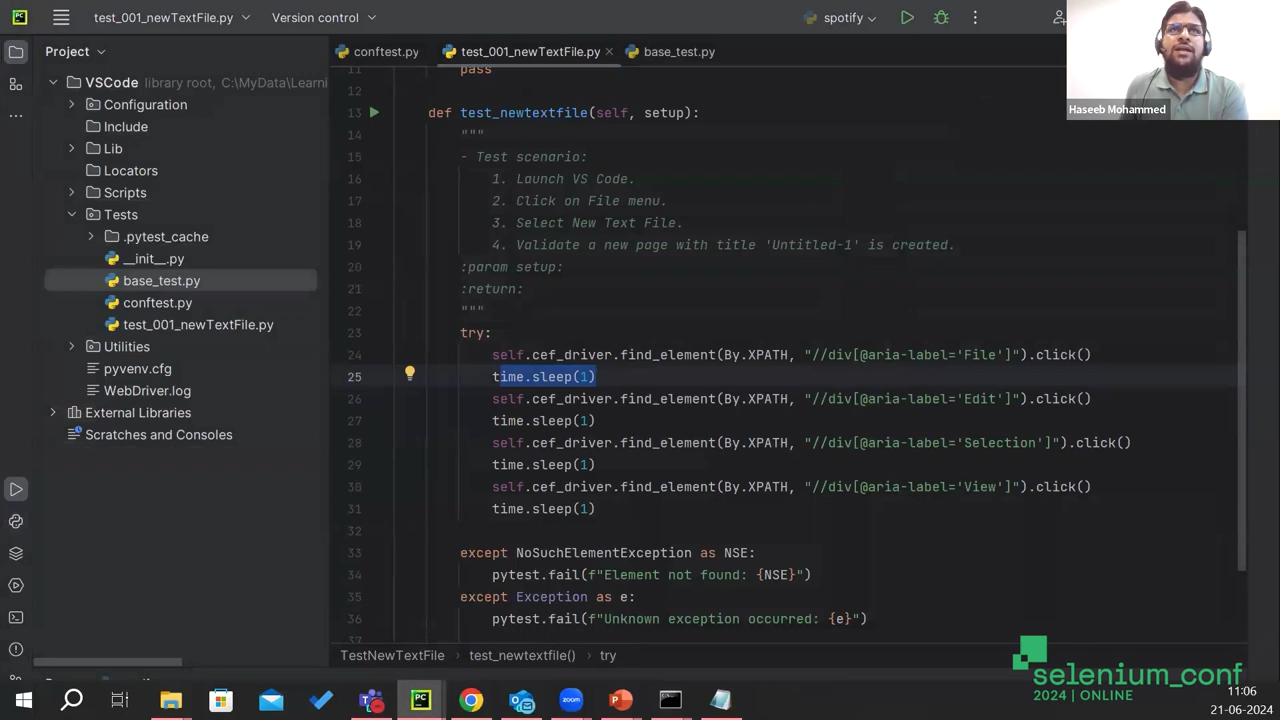 test_001_newTextFile.py
Version control
spotify
Haseeb Mohammed
Project
VSCode library root, C:\MyData\Learni
Configuration
Include
Lib
Locators
Scripts
Tests
.pytest_cache
__init__.py
base_test.py
conftest.py
test_001_newTextFile.py
Utilities
pyvenv.cfg
WebDriver.log
External Libraries
Scratches and Consoles
conftest.py
test_001_newTextFile.py
base_test.py
11 pass
12
13 def test_newtextfile(self, setup):
14 """
15 - Test scenario:
16 1. Launch VS Code.
17 2. Click on File menu.
18 3. Select New Text File.
19 4. Validate a new page with title 'Untitled-1' is created.
20 :param setup:
21 :return:
22 """
23 try:
24 self.cef_driver.find_element(By.XPATH, "//div[@aria-label='File']").click()
25 time.sleep(1)
26 self.cef_driver.find_element(By.XPATH, "//div[@aria-label='Edit']").click()
27 time.sleep(1)
28 self.cef_driver.find_element(By.XPATH, "//div[@aria-label='Selection']").click()
29 time.sleep(1)
30 self.cef_driver.find_element(By.XPATH, "//div[@aria-label='View']").click()
31 time.sleep(1)
32
33 except NoSuchElementException as NSE:
34 pytest.fail(f"Element not found: {NSE}")
35 except Exception as e:
36 pytest.fail(f"Unknown exception occurred: {e}")
37
TestNewTextFile > test_newtextfile() > try
selenium_conf
2024 | ONLINE
11:06
21-06-2024